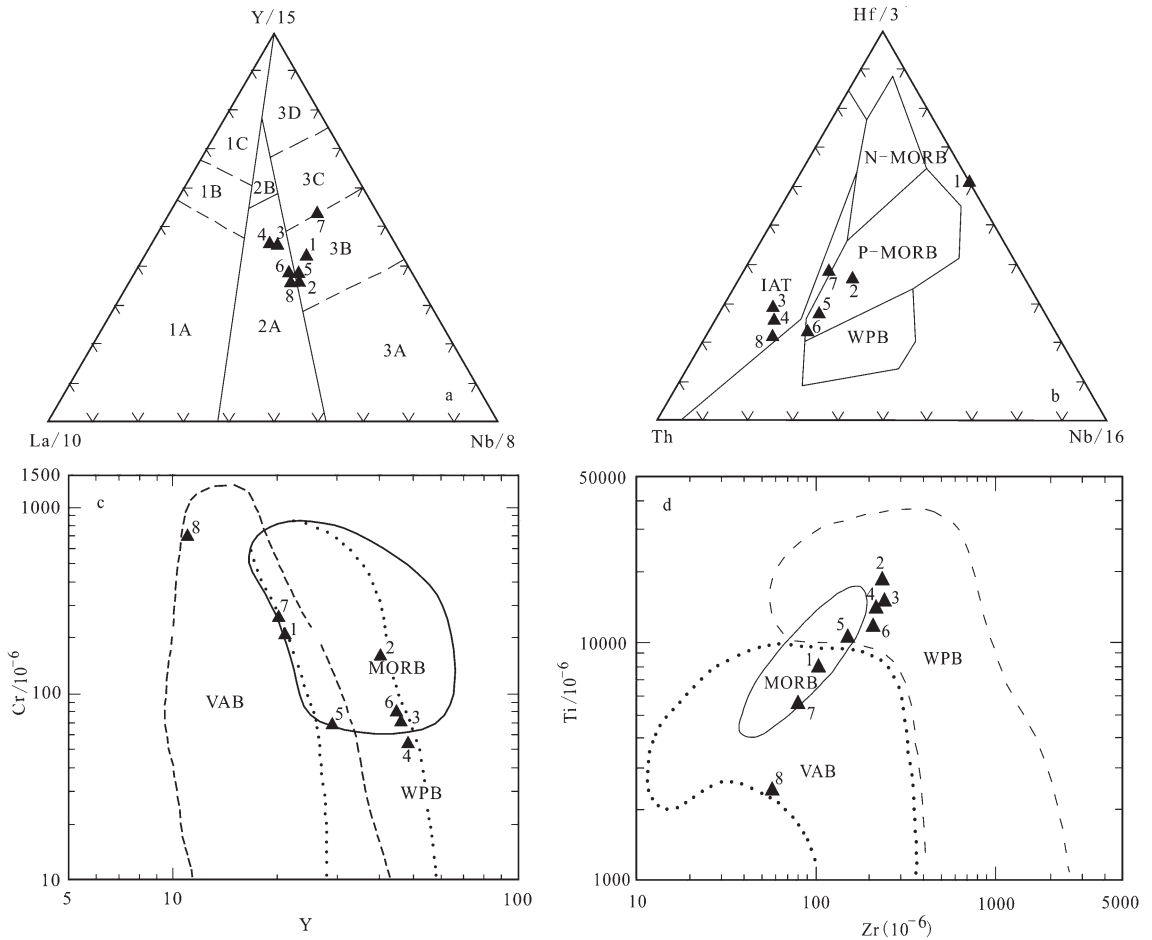 Y/15
3D
1C
1B
2B
3C
7
4
3
1
3B
6
5
8
2
1A
2A
3A
a
La/10
Nb/8
Hf/3
N-MORB
1
P-MORB
7
2
IAT
3
4
5
6
8
WPB
b
Th
Nb/16
1500
1000
100
10
Cr/10⁻⁶
c
8
7
1
2
MORB
VAB
6
3
5
4
WPB
5
10
100
Y
50000
10000
1000
Ti/10⁻⁶
d
2
4
3
5
6
1
WPB
MORB
7
VAB
8
10
100
1000
5000
Zr(10⁻⁶)